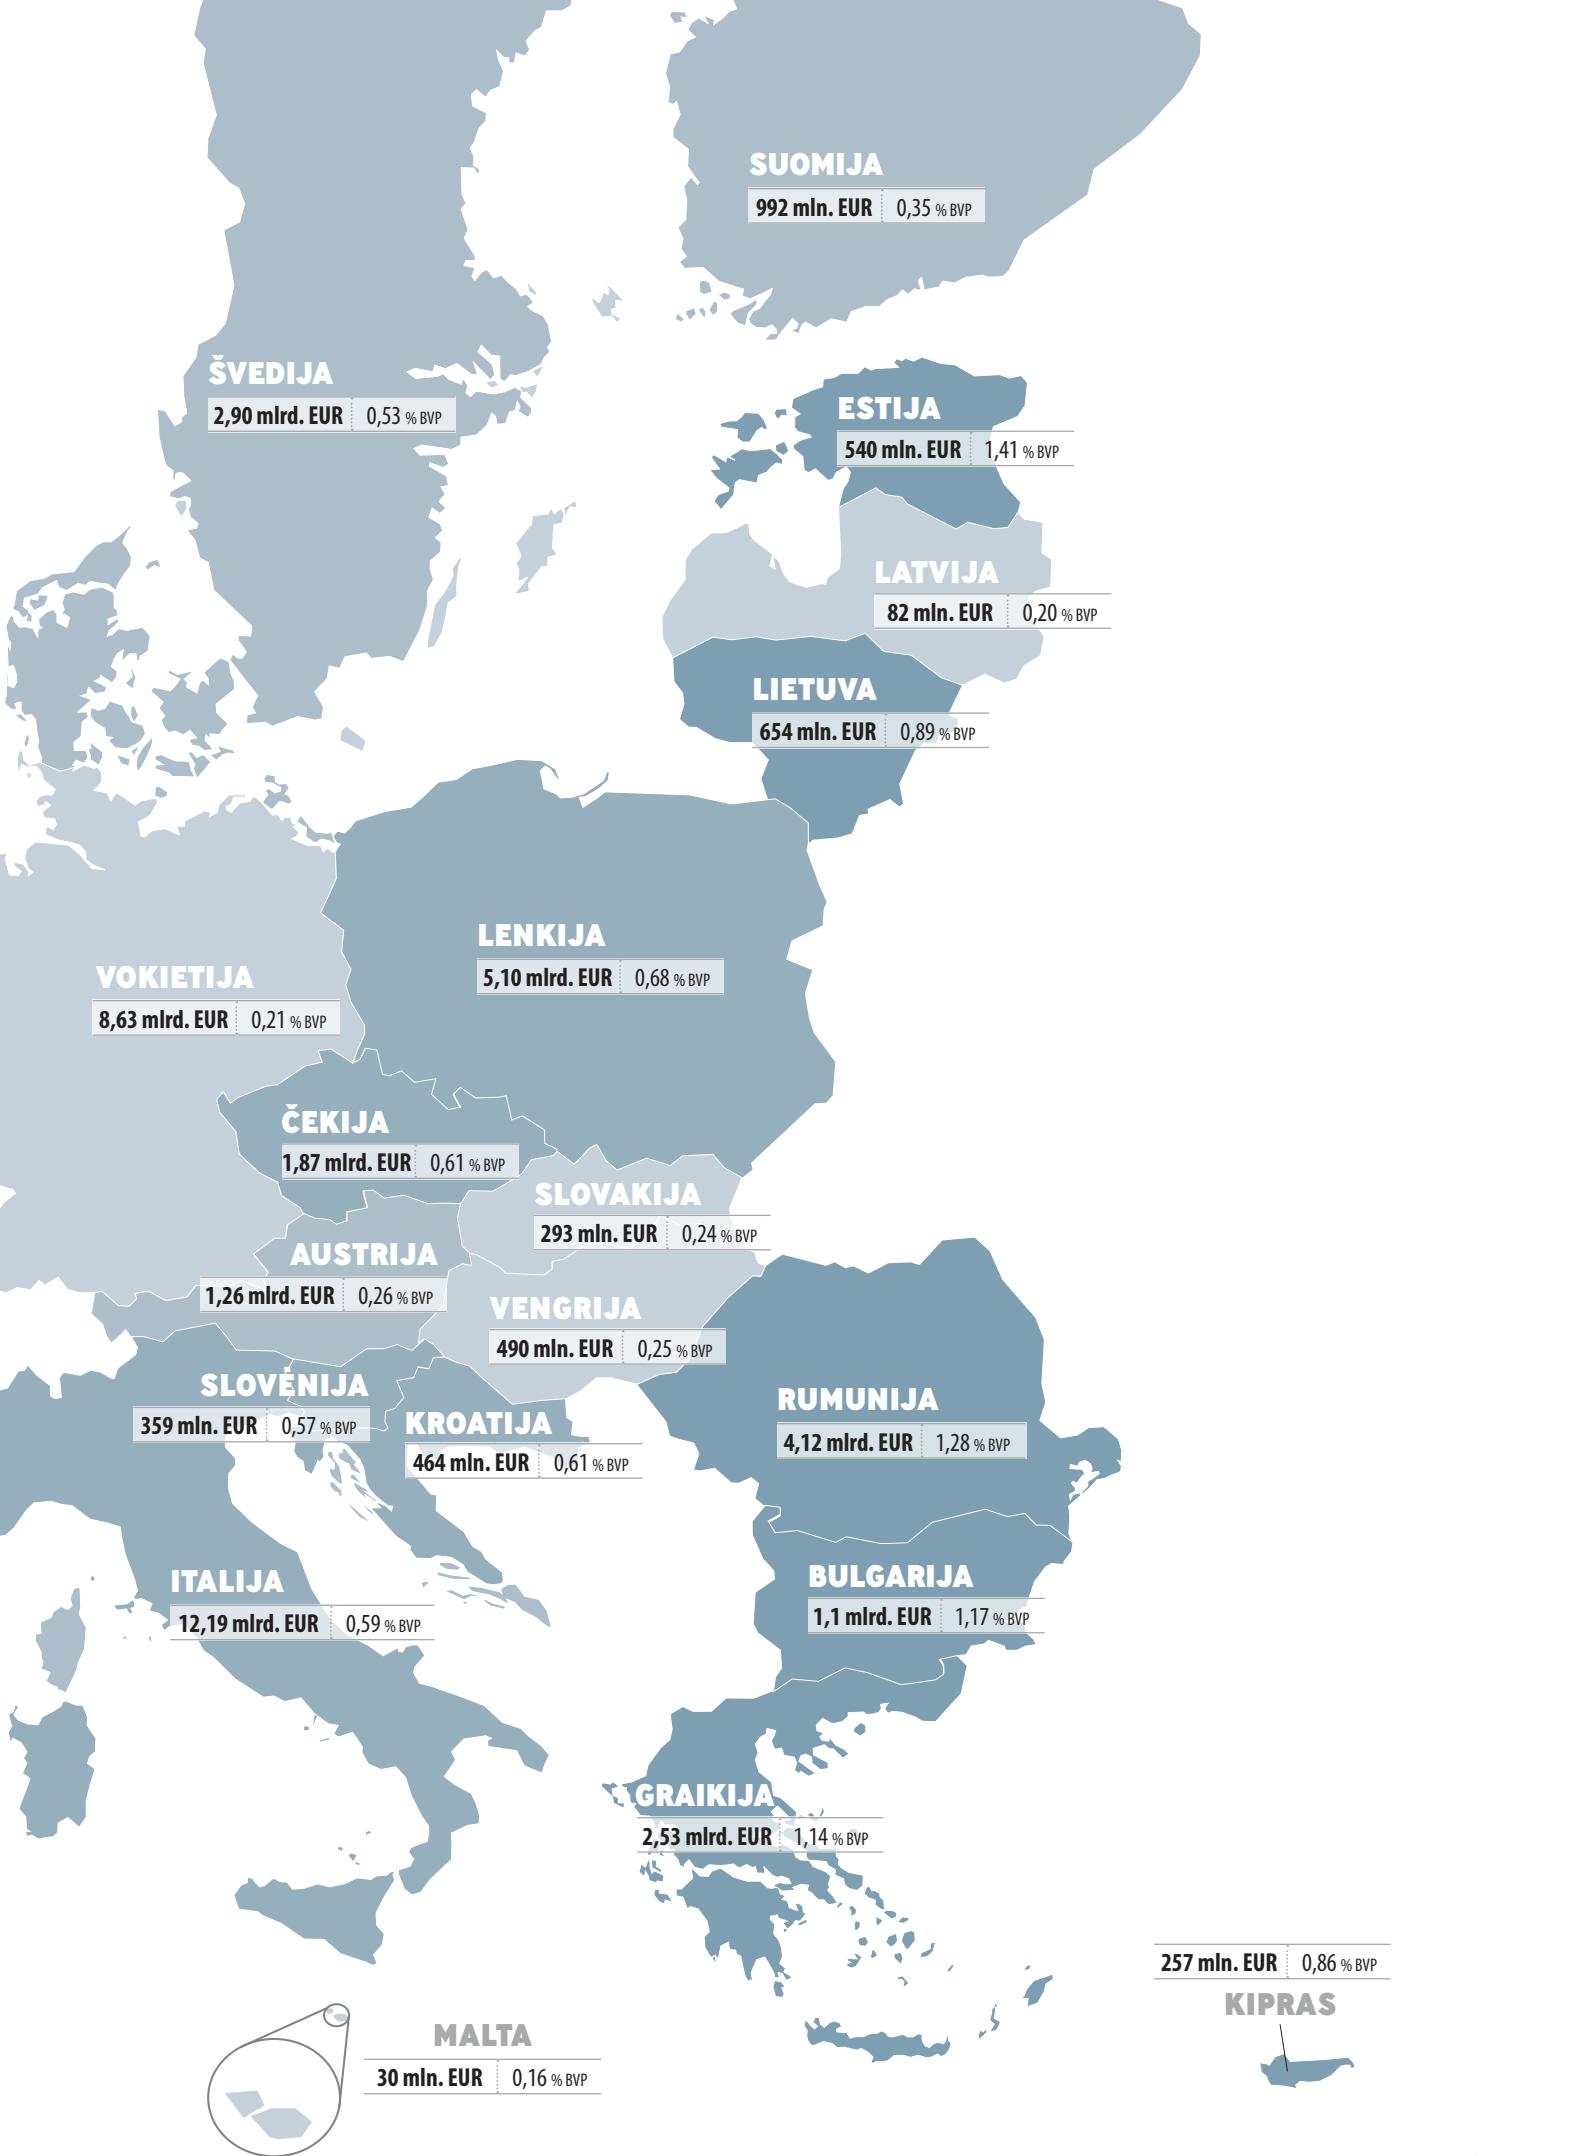 SUOMIJA
992 mln. EUR 0,35 % BVP
ŠVEDIJA
2,90 mlrd. EUR 0,53 % BVP
ESTIJA
540 mln. EUR 1,41 % BVP
LATVIJA
82 mln. EUR 0,20 % BVP
LIETUVA
654 mln. EUR 0,89 % BVP
LENKIJA
5,10 mlrd. EUR 0,68 % BVP
VOKIETIJA
8,63 mlrd. EUR 0,21 % BVP
ČEKIJA
1,87 mlrd. EUR 0,61 % BVP
SLOVAKIJA
293 mln. EUR 0,24 % BVP
AUSTRIJA
1,26 mlrd. EUR 0,26 % BVP
VENGRIJA
490 mln. EUR 0,25 % BVP
SLOVĖNIJA
359 mln. EUR 0,57 % BVP
KROATIJA
464 mln. EUR 0,61 % BVP
RUMUNIJA
4,12 mlrd. EUR 1,28 % BVP
BULGARIJA
1,1 mlrd. EUR 1,17 % BVP
ITALIJA
12,19 mlrd. EUR 0,59 % BVP
GRAIKIJA
2,53 mlrd. EUR 1,14 % BVP
257 mln. EUR 0,86 % BVP
KIPRAS
MALTA
30 mln. EUR 0,16 % BVP